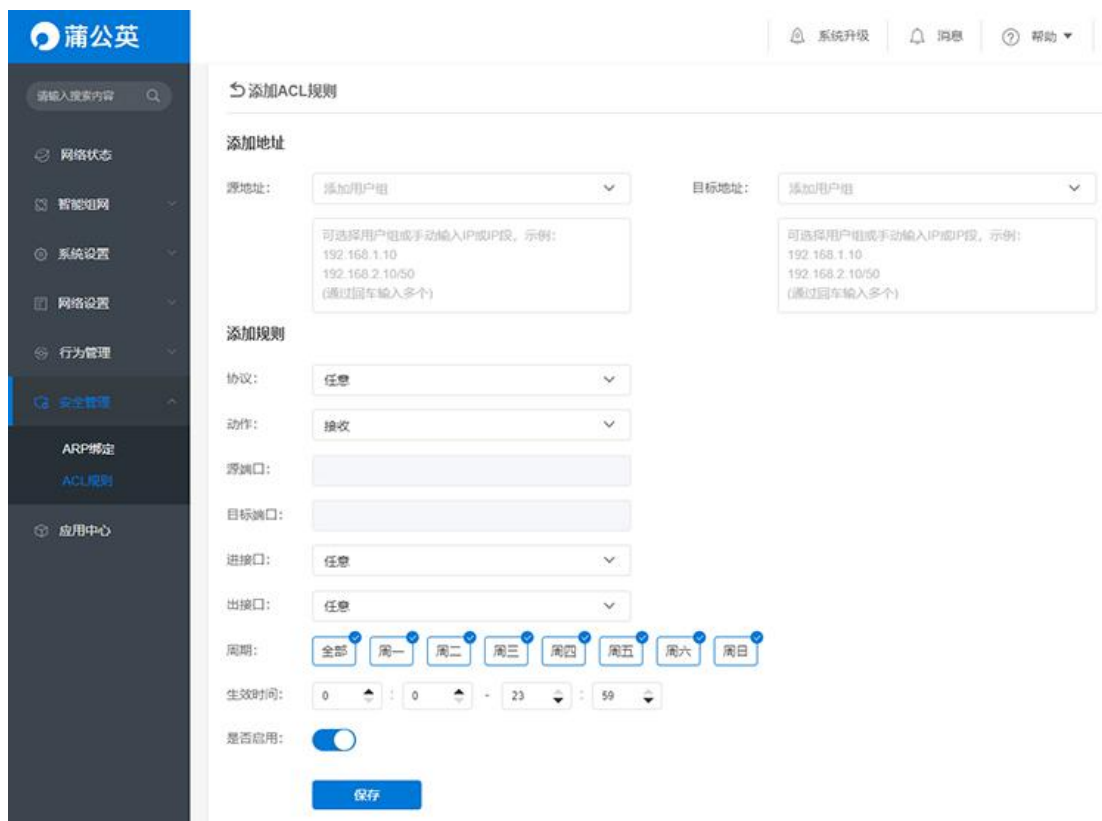 蒲公英
系统升级
消息
帮助
请输入搜索内容
网络状态
智能组网
系统设置
网络设置
行为管理
安全管理
ARP绑定
ACL规则
应用中心
添加ACL规则
添加地址
源地址：
添加用户组
可选择用户组或手动输入IP或IP段，示例：
192.168.1.10
192.168.2.10/50
(通过回车输入多个)
目标地址：
添加用户组
可选择用户组或手动输入IP或IP段，示例：
192.168.1.10
192.168.2.10/50
(通过回车输入多个)
添加规则
协议： 任意
动作： 接收
源端口：
目标端口：
进接口： 任意
出接口： 任意
周期： 全部 周一 周二 周三 周四 周五 周六 周日
生效时间： 0 : 0 - 23 : 59
是否启用：
保存